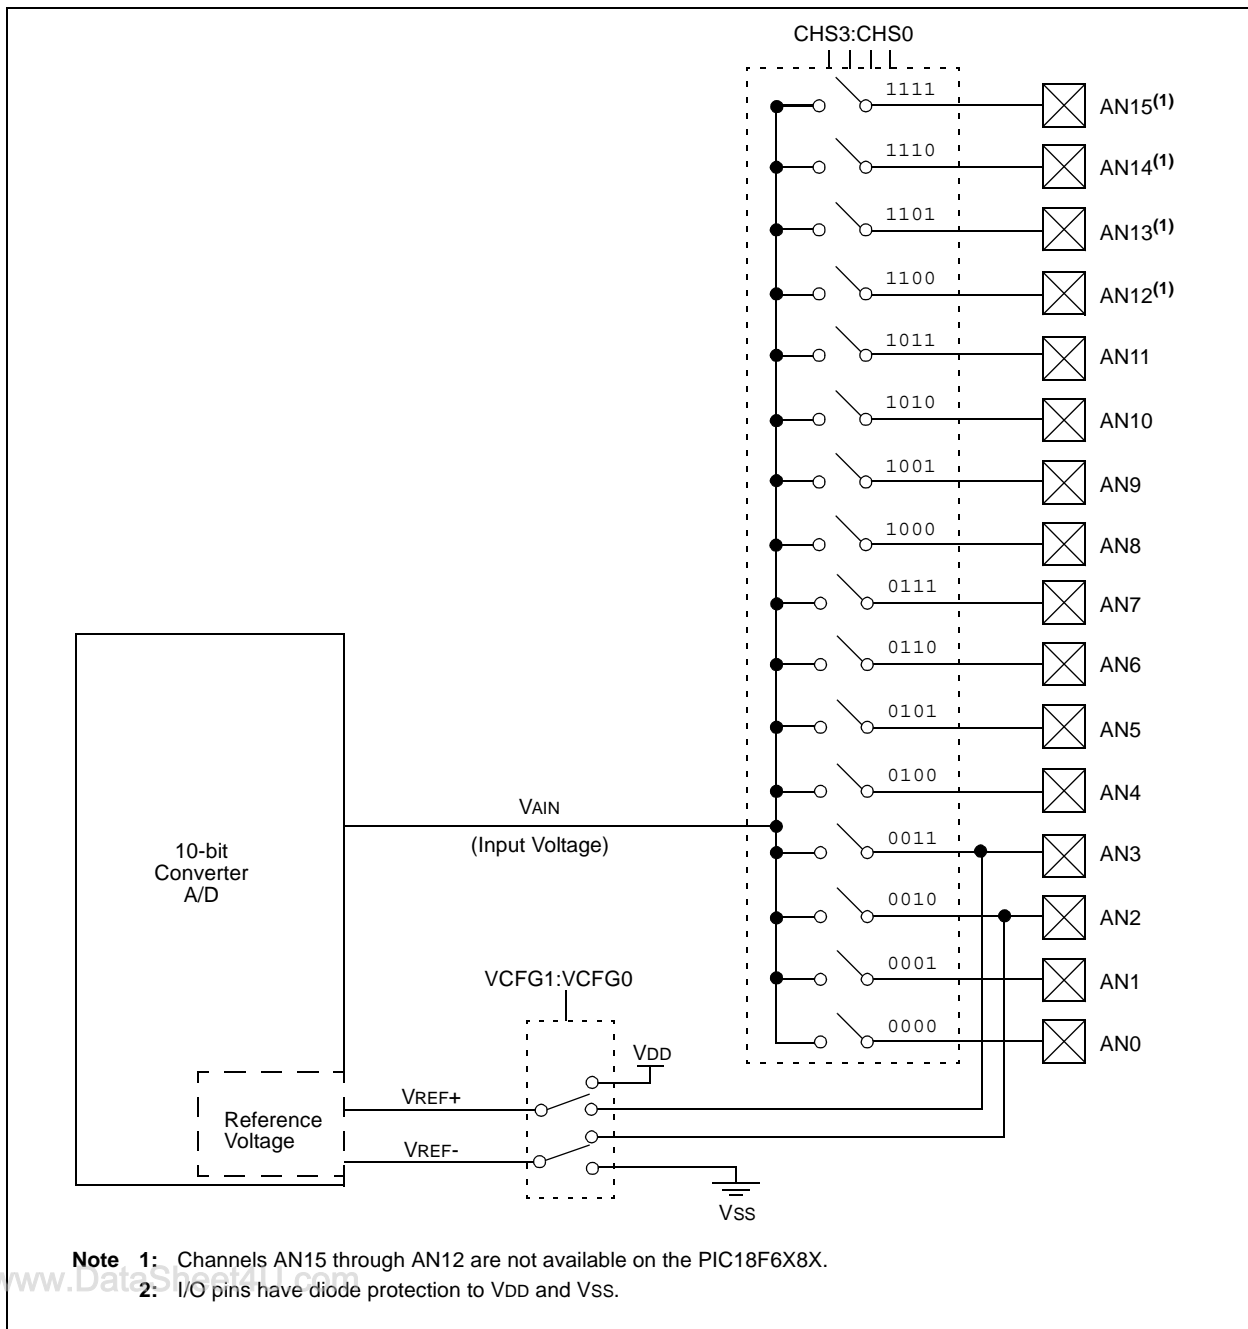 CHS3:CHS0
1111 AN15(1)
1110 AN14(1)
1101 AN13(1)
1100 AN12(1)
1011 AN11
1010 AN10
1001 AN9
1000 AN8
0111 AN7
0110 AN6
0101 AN5
0100 AN4
VAIN
(Input Voltage)
0011 AN3
10-bit
Converter
A/D
0010 AN2
0001 AN1
VCFG1:VCFG0
0000 AN0
VDD
VREF+
Reference
Voltage
VREF-
VSS
Note 1: Channels AN15 through AN12 are not available on the PIC18F6X8X.
2: I/O pins have diode protection to VDD and VSS.
www.DataSheet4U.com